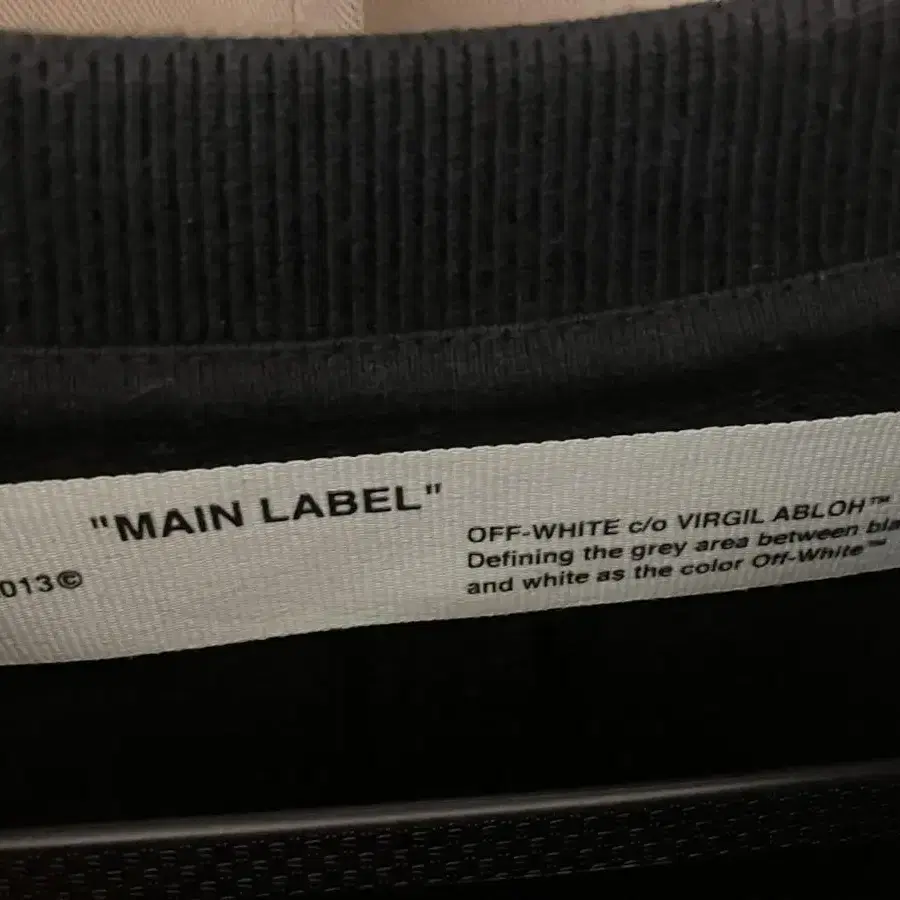 "MAIN LABEL"
013©
OFF-WHITE c/o VIRGIL ABLOH™
Defining the grey area between bla
and white as the color Off-White™